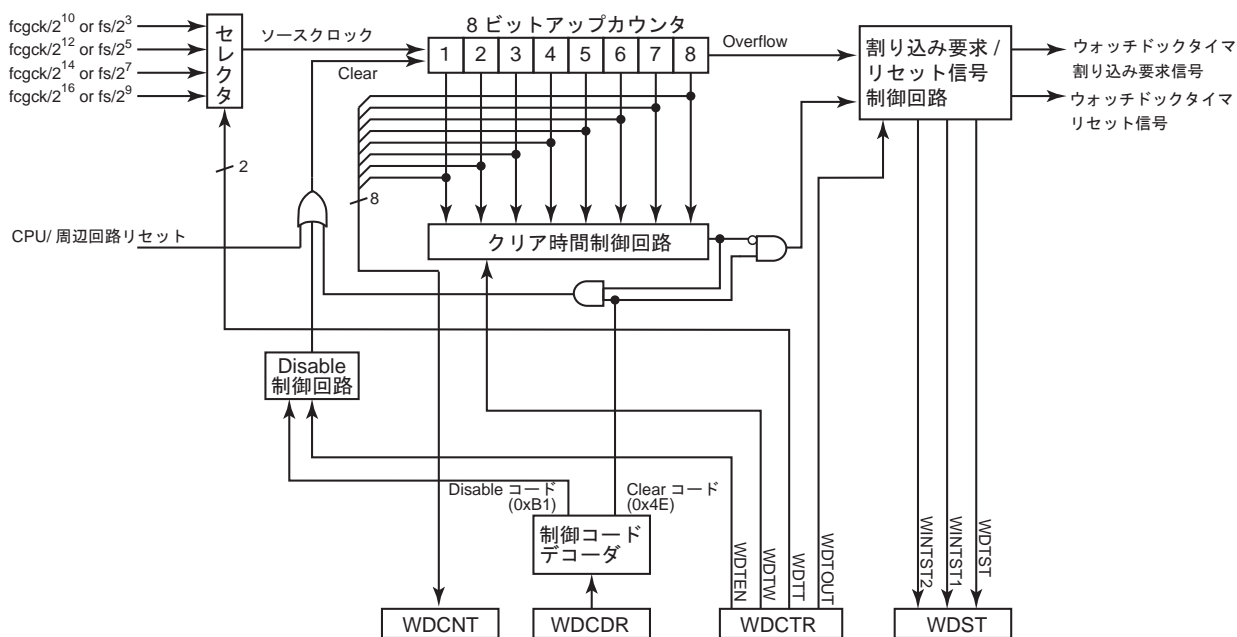 fcgck/2^10 or fs/2^3
fcgck/2^12 or fs/2^5
fcgck/2^14 or fs/2^7
fcgck/2^16 or fs/2^9
セレクタ
ソースクロック
Clear
8 ビットアップカウンタ
1 2 3 4 5 6 7 8
Overflow
割り込み要求 /
リセット信号
制御回路
ウォッチドックタイマ
割り込み要求信号
ウォッチドックタイマ
リセット信号
2
8
CPU/ 周辺回路リセット
クリア時間制御回路
Disable
制御回路
Disable コード
(0xB1)
Clear コード
(0x4E)
制御コード
デコーダ
WDTEN
WDTW
WDTT
WDTOUT
WINTST2
WINTST1
WDTST
WDCNT
WDCDR
WDCTR
WDST